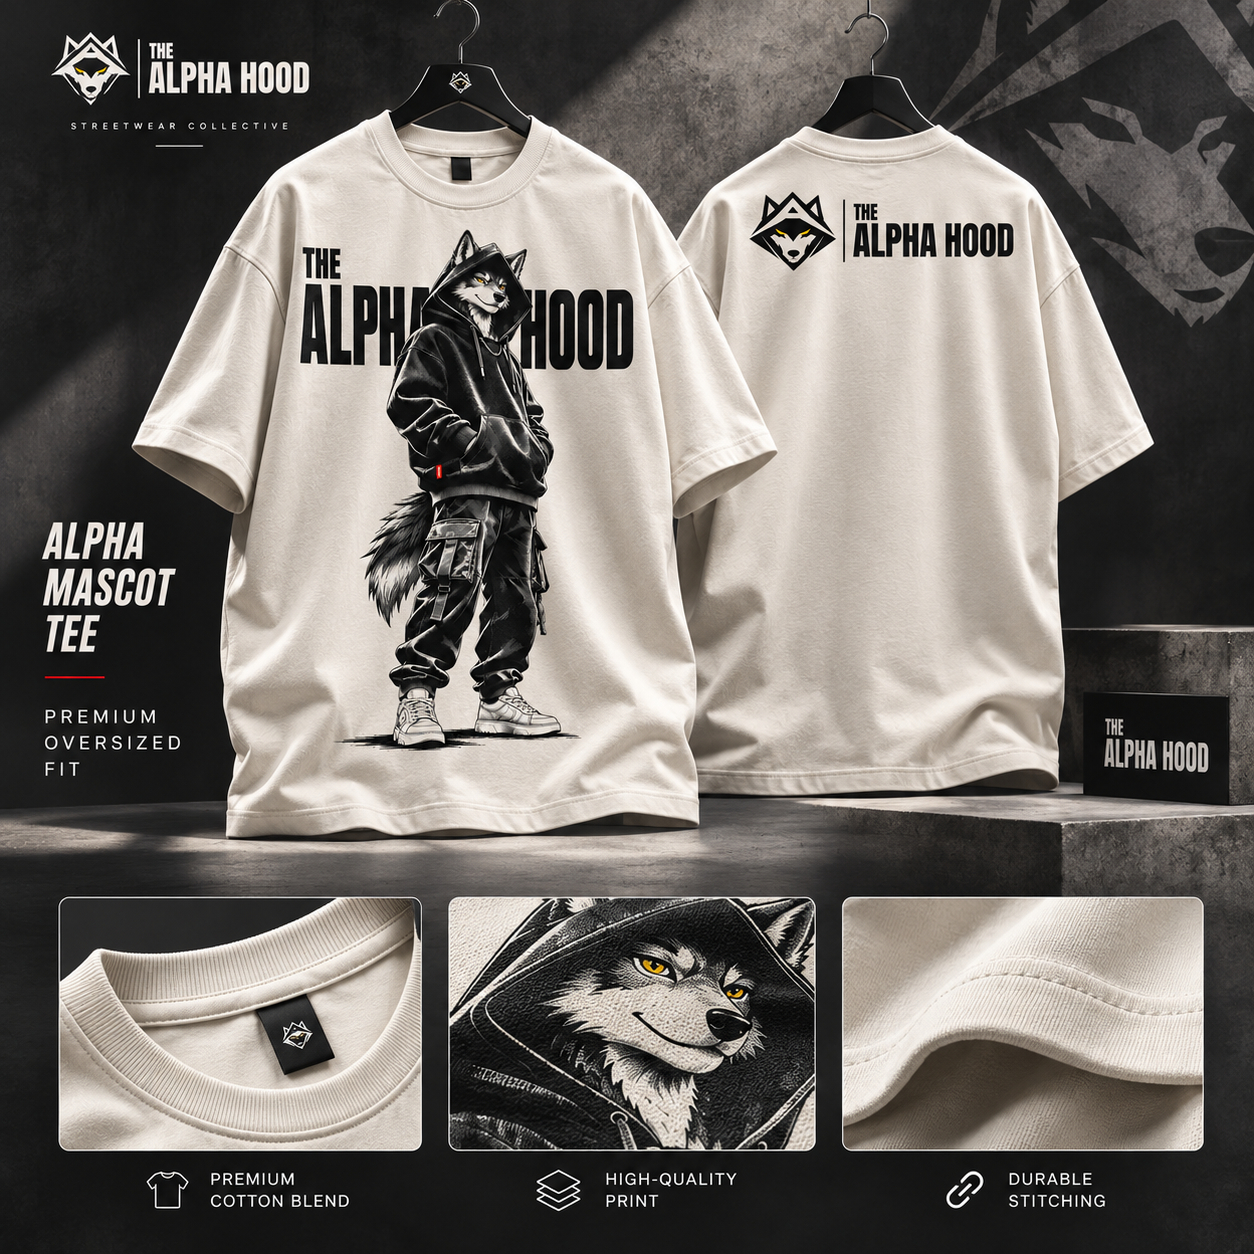 THE
ALPHA HOOD
STREETWEAR COLLECTIVE
THE
ALPHA HOOD
THE
ALPHA HOOD
ALPHA
MASCOT
TEE
PREMIUM
OVERSIZED
FIT
THE
ALPHA HOOD
PREMIUM
COTTON BLEND
HIGH-QUALITY
PRINT
DURABLE
STITCHING